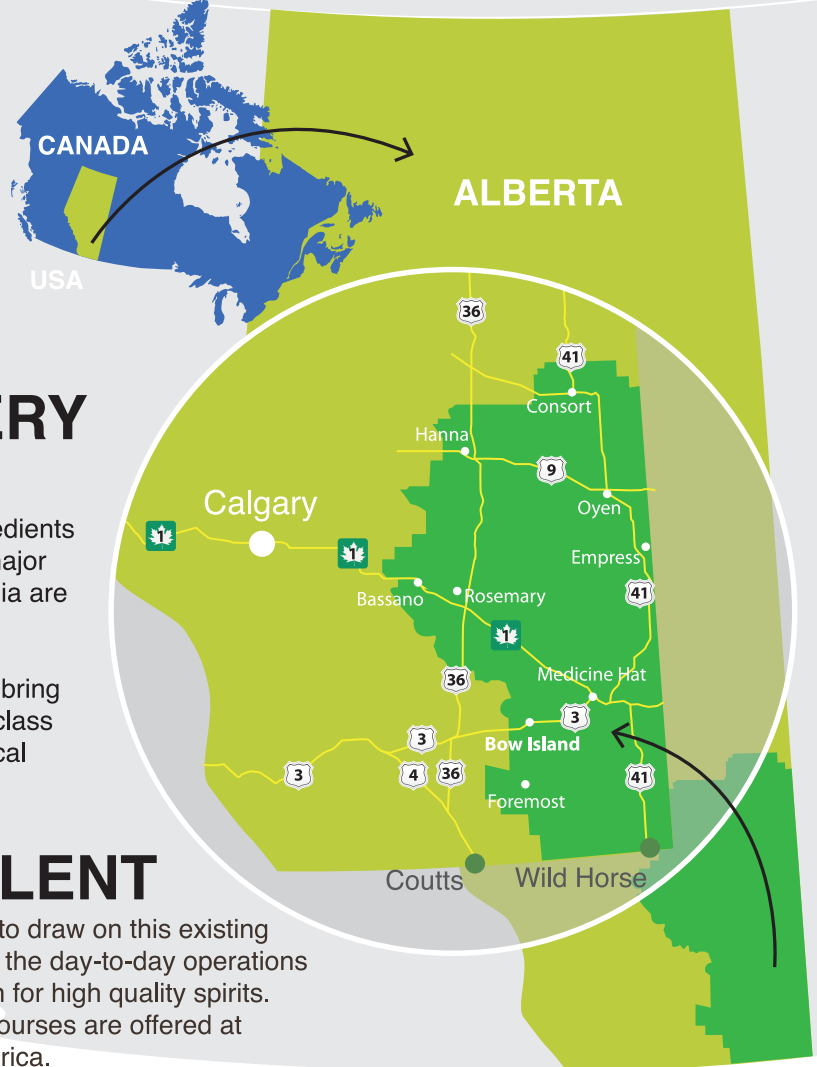 CANADA
ALBERTA
USA
36
41
Consort
Hanna
9
Calgary
Oyen
1
1
Empress
41
Bassano
Rosemary
1
Medicine Hat
36
3
3
Bow Island
3
4
36
41
Foremost
Coutts
Wild Horse
ERY
edients
major
ia are
bring
class
cal
LENT
to draw on this existing
the day-to-day operations
for high quality spirits.
ourses are offered at
rica.